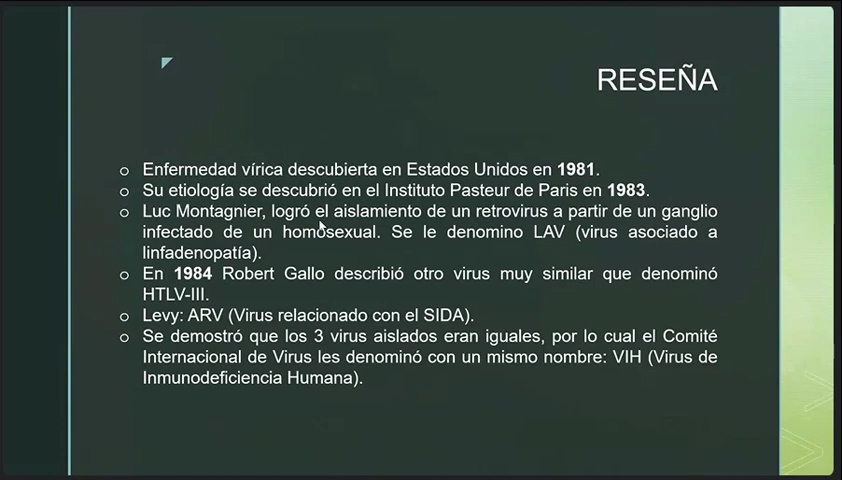 RESEÑA
o Enfermedad vírica descubierta en Estados Unidos en 1981.
o Su etiología se descubrió en el Instituto Pasteur de Paris en 1983.
o Luc Montagnier, logró el aislamiento de un retrovirus a partir de un ganglio
infectado de un homosexual. Se le denomino LAV (virus asociado a
linfadenopatía).
o En 1984 Robert Gallo describió otro virus muy similar que denominó
HTLV-III.
o Levy: ARV (Virus relacionado con el SIDA).
o Se demostró que los 3 virus aislados eran iguales, por lo cual el Comité
Internacional de Virus les denominó con un mismo nombre: VIH (Virus de
Inmunodeficiencia Humana).